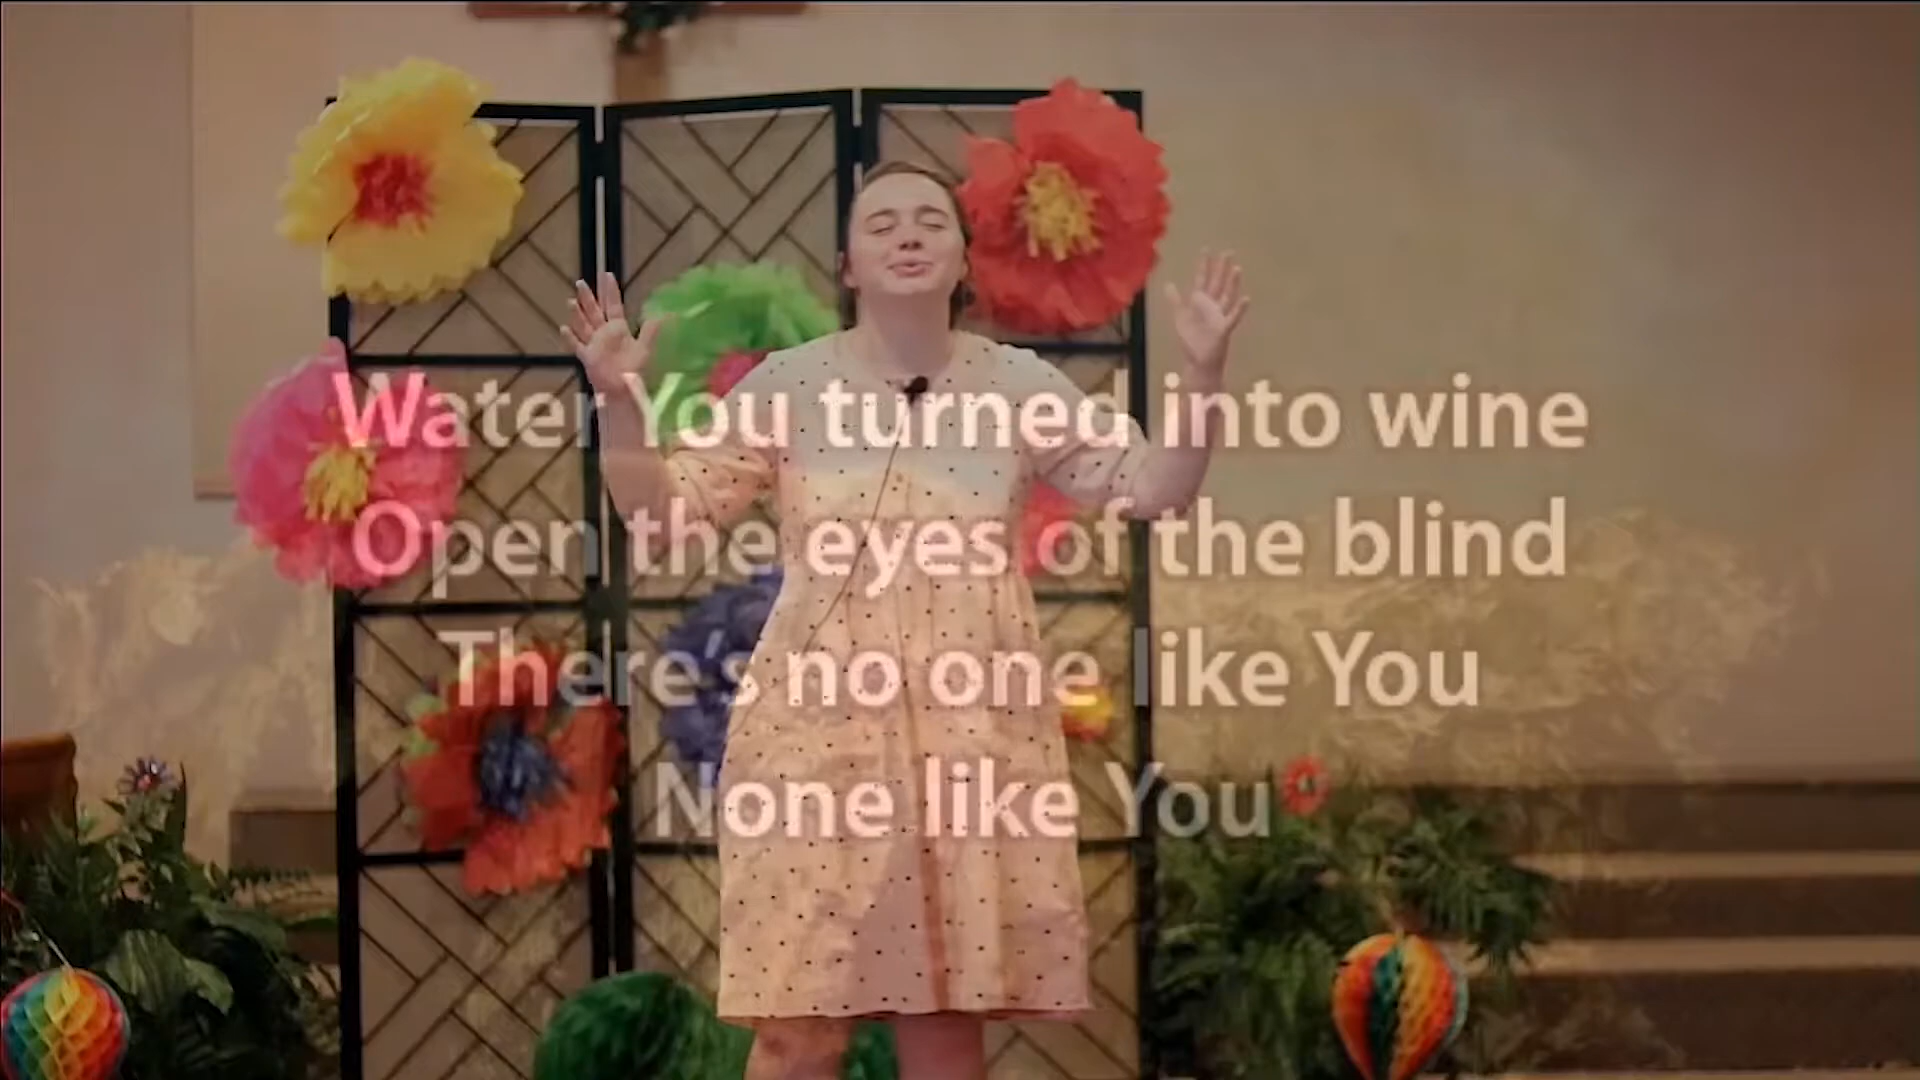 Water You turned into wine
Open the eyes of the blind
There's no one like You
None like You